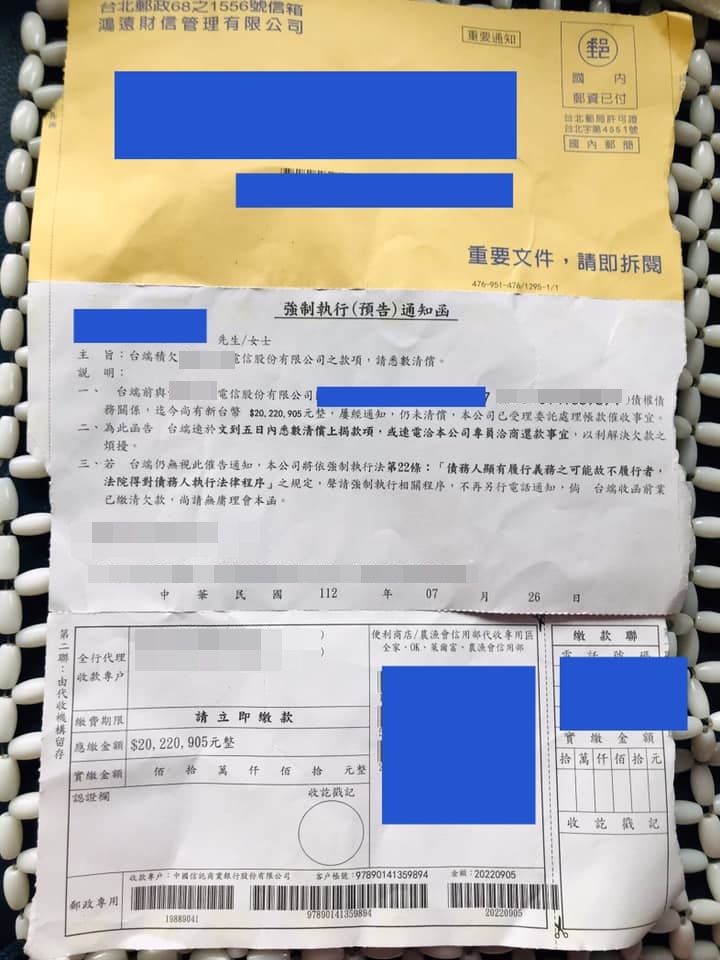 台北郵政68之1556號信箱
鴻遠財信管理有限公司
重要通知
郵
國內
郵資已付
台北郵局許可證
台北字第4551號
國內郵簡
重要文件，請即拆閱
476-951-476/1295-1/1
強制執行(預告)通知函
先生/女士
主旨：台端積欠 電信股份有限公司之款項，請悉數清償。
說明：
一、台端前與 電信股份有限公司 7 )債權債
務關係，迄今尚有新台幣 $20,220,905元整，屢經通知，仍未清償，本公司已受理委託處理帳款催收事宜。
二、為此函告 台端速於文到五日內悉數清償上揭款項，或速電洽本公司專員洽商還款事宜，以利解決欠款之
煩擾。
三、若 台端仍無視此催告通知，本公司將依強制執行法第22條：「債務人顯有履行義務之可能故不履行者，
法院得對債務人執行法律程序」之規定，聲請強制執行相關程序，不再另行電話通知，倘 台端收函前業
已繳清欠款，尚請無庸理會本函。
中華民國 112 年 07 月 26 日
第二聯：由代收機構留存
全行代理
收款專户
)
)
繳費期限
請立即繳款
應繳金額
$20,220,905元整
實繳金額
佰 拾 萬 仟 佰 拾 元整
認證欄
收訖戳記
便利商店/農漁會信用部代收專用區
全家、OK、萊爾富、農漁會信用部
繳款聯
電話號碼
實繳金額
拾萬仟佰拾元
收訖戳記
郵政專用
收款專户：中國信託商業銀行股份有限公司
客户帳號：97890141359894
金額：20220905
19889041
97890141359894
20220905